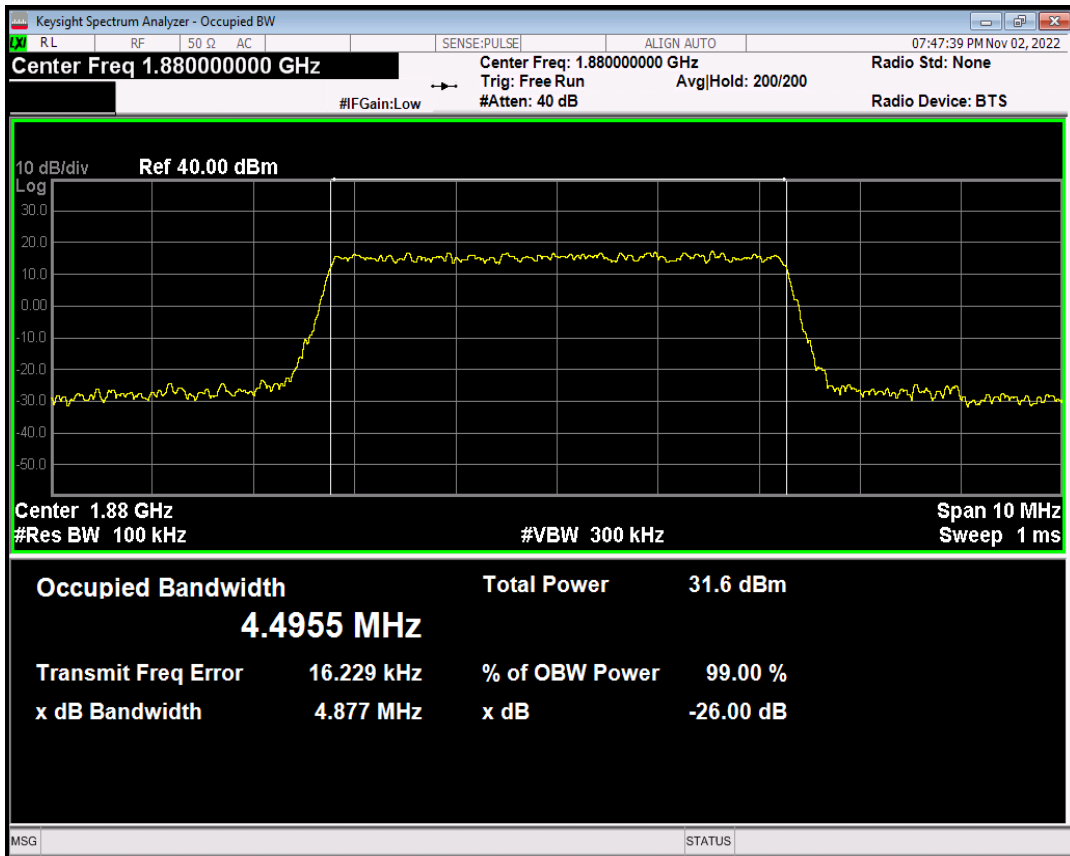 Keysight Spectrum Analyzer - Occupied BW
LXI RL RF 50 Ω AC SENSE:PULSE ALIGN AUTO 07:47:39 PM Nov 02, 2022
Center Freq 1.880000000 GHz Center Freq: 1.880000000 GHz Radio Std: None
Trig: Free Run Avg|Hold: 200/200
#IFGain:Low #Atten: 40 dB Radio Device: BTS
10 dB/div Ref 40.00 dBm
Log
30.0
20.0
10.0
0.00
-10.0
-20.0
-30.0
-40.0
-50.0
Center 1.88 GHz Span 10 MHz
#Res BW 100 kHz #VBW 300 kHz Sweep 1 ms
Occupied Bandwidth Total Power 31.6 dBm
4.4955 MHz
Transmit Freq Error 16.229 kHz % of OBW Power 99.00 %
x dB Bandwidth 4.877 MHz x dB -26.00 dB
MSG STATUS